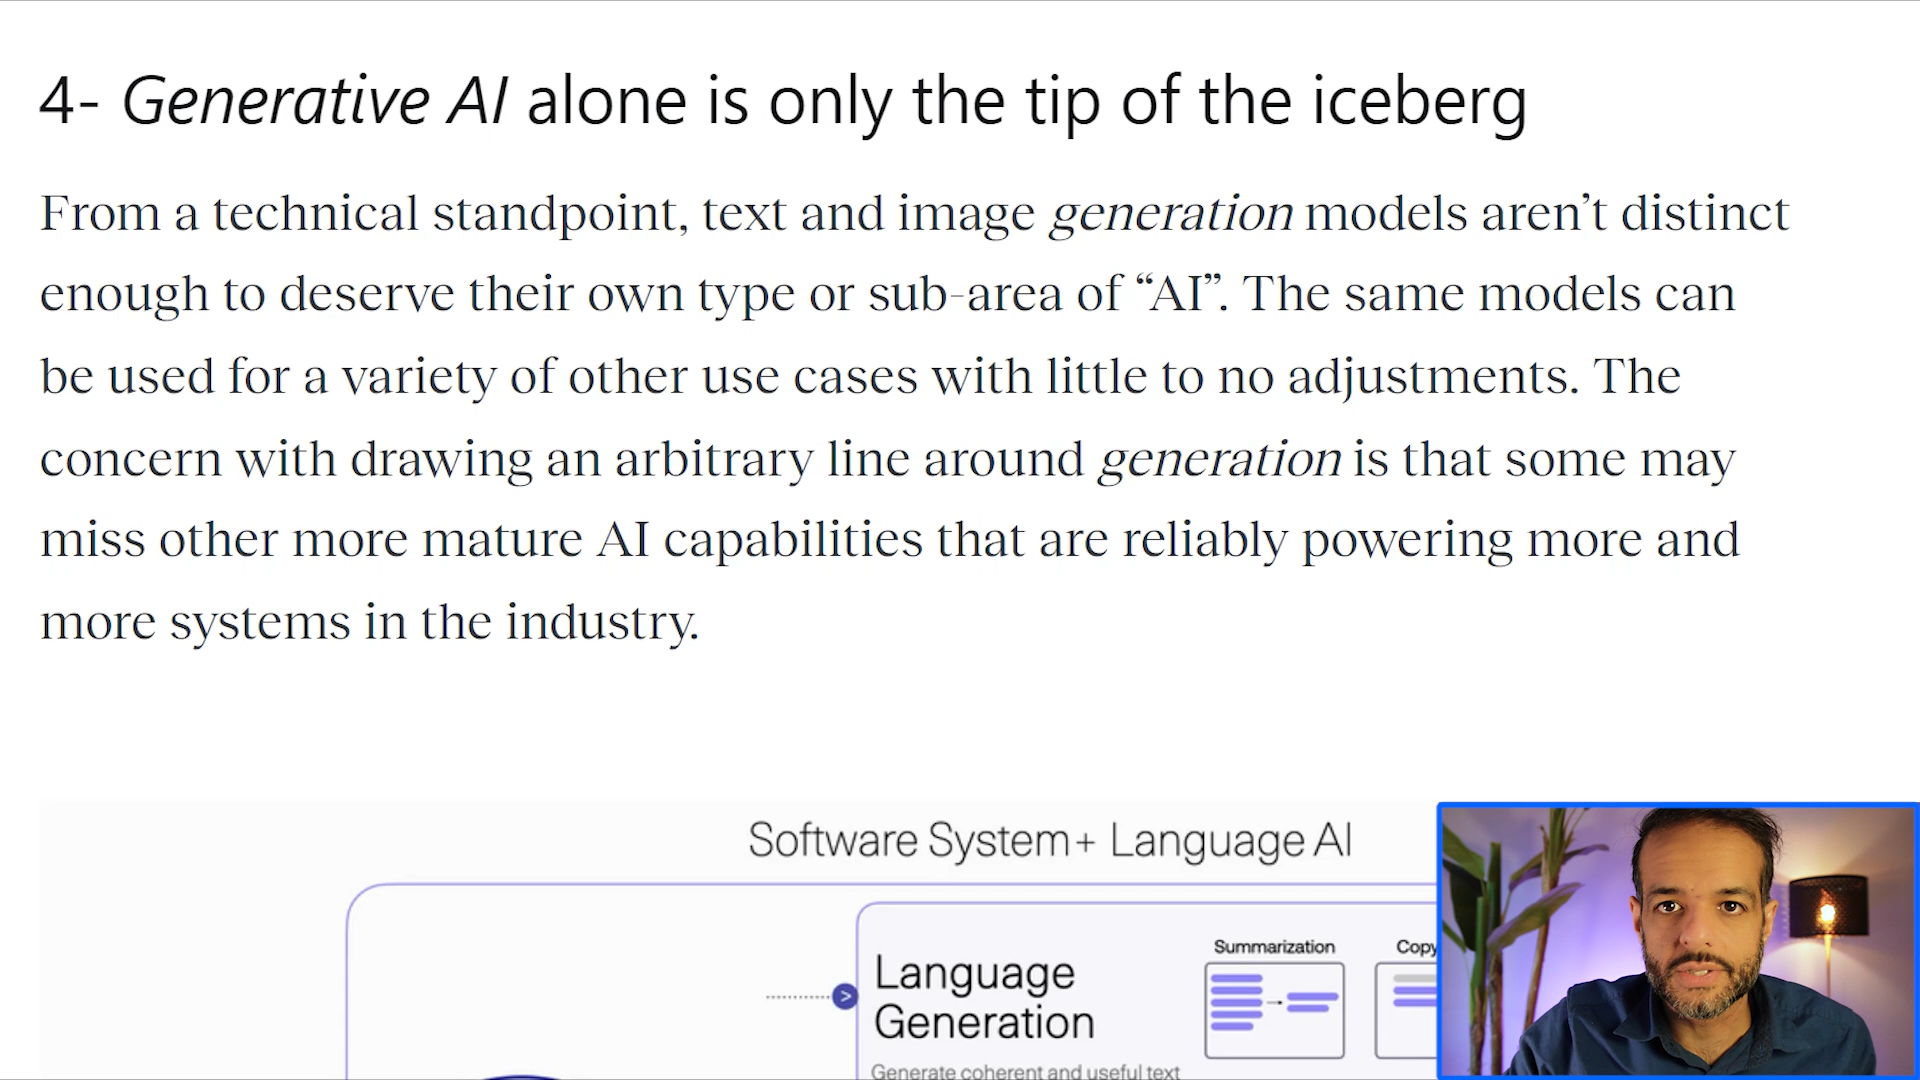 4- Generative AI alone is only the tip of the iceberg
From a technical standpoint, text and image generation models aren’t distinct
enough to deserve their own type or sub-area of “AI”. The same models can
be used for a variety of other use cases with little to no adjustments. The
concern with drawing an arbitrary line around generation is that some may
miss other more mature AI capabilities that are reliably powering more and
more systems in the industry.
Software System+ Language AI
Summarization
Copy
Language
Generation
Generate coherent and useful text